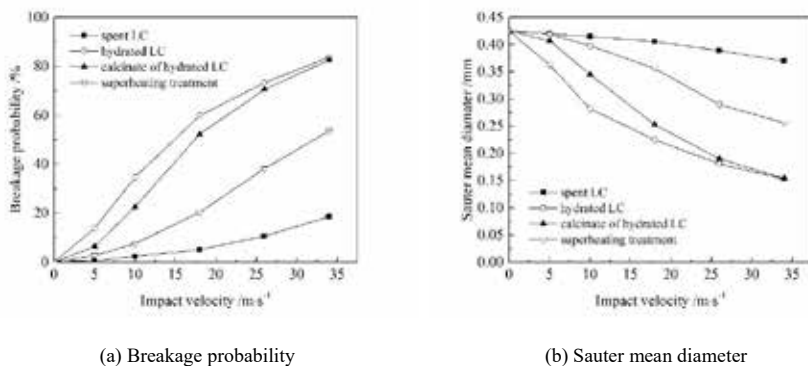 100
80
60
40
20
0
Breakage probability /%
spent LC
hydrated LC
calcinate of hydrated LC
superheating treatment
0 5 10 15 20 25 30 35
Impact velocity /m·s⁻¹
(a) Breakage probability
0.45
0.40
0.35
0.30
0.25
0.20
0.15
0.10
0.05
0.00
Sauter mean diamater /mm
spent LC
hydrated LC
calcinate of hydrated LC
superheating treatment
0 5 10 15 20 25 30 35
Impact velocity /m·s⁻¹
(b) Sauter mean diameter